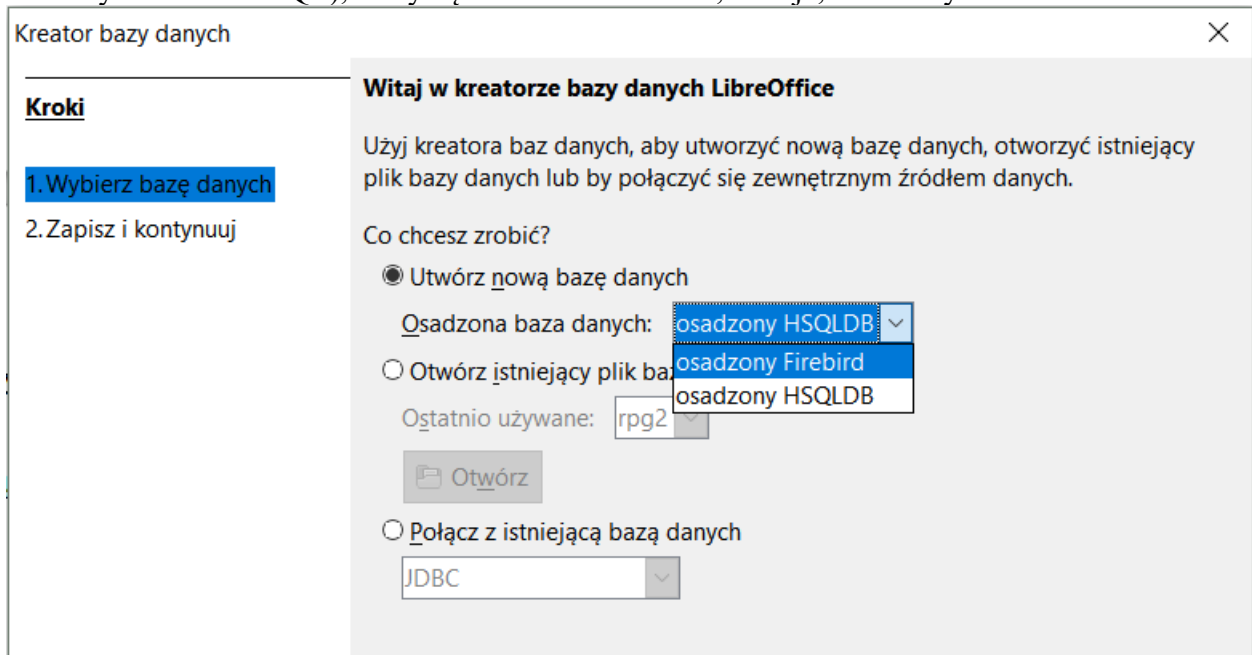 Kreator bazy danych
Kroki
1. Wybierz bazę danych
2. Zapisz i kontynuuj
Witaj w kreatorze bazy danych LibreOffice
Użyj kreatora baz danych, aby utworzyć nową bazę danych, otworzyć istniejący
plik bazy danych lub by połączyć się zewnętrznym źródłem danych.
Co chcesz zrobić?
Utwórz nową bazę danych
Osadzona baza danych: osadzony HSQLDB
osadzony Firebird
osadzony HSQLDB
Otwórz istniejący plik
Ostatnio używane: rpg2
Otwórz
Połącz z istniejącą bazą danych
JDBC